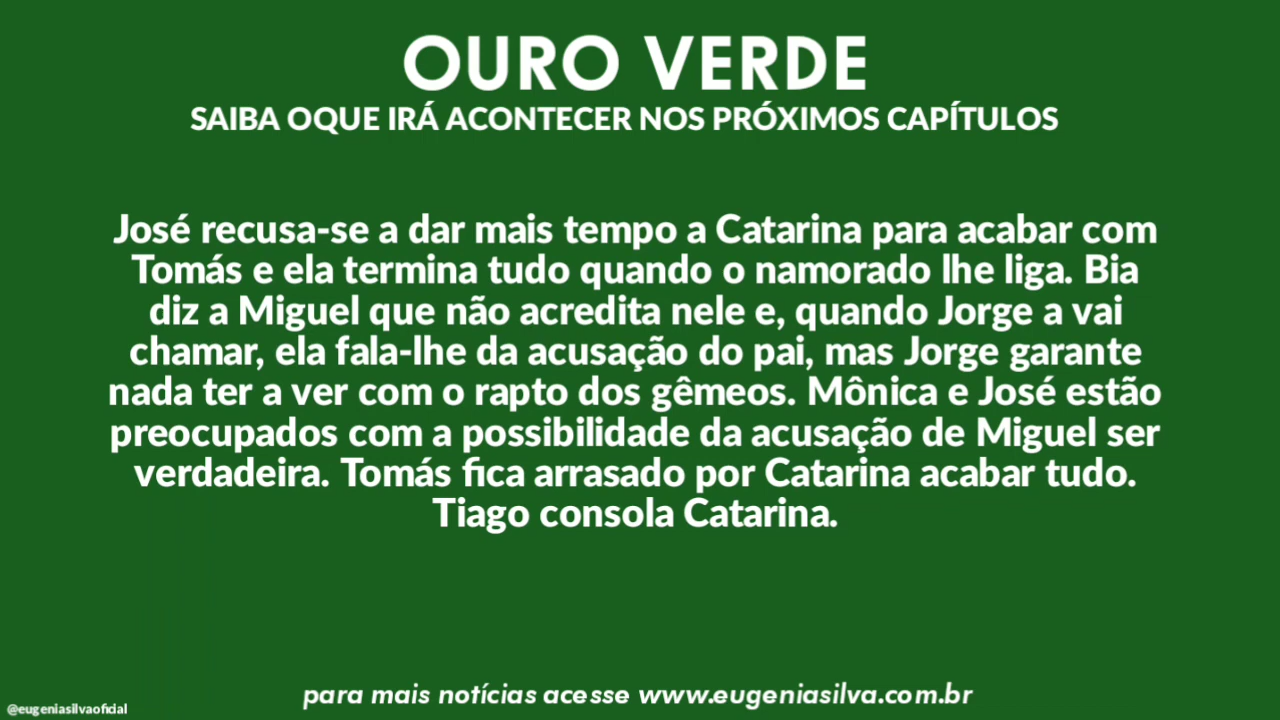 OURO VERDE
SAIBA OQUE IRÁ ACONTECER NOS PRÓXIMOS CAPÍTULOS
José recusa-se a dar mais tempo a Catarina para acabar com
Tomás e ela termina tudo quando o namorado lhe liga. Bia
diz a Miguel que não acredita nele e, quando Jorge a vai
chamar, ela fala-lhe da acusação do pai, mas Jorge garante
nada ter a ver com o rapto dos gêmeos. Mônica e José estão
preocupados com a possibilidade da acusação de Miguel ser
verdadeira. Tomás fica arrasado por Catarina acabar tudo.
Tiago consola Catarina.
para mais notícias acesse www.eugeniasilva.com.br
@eugeniasilvaoficial